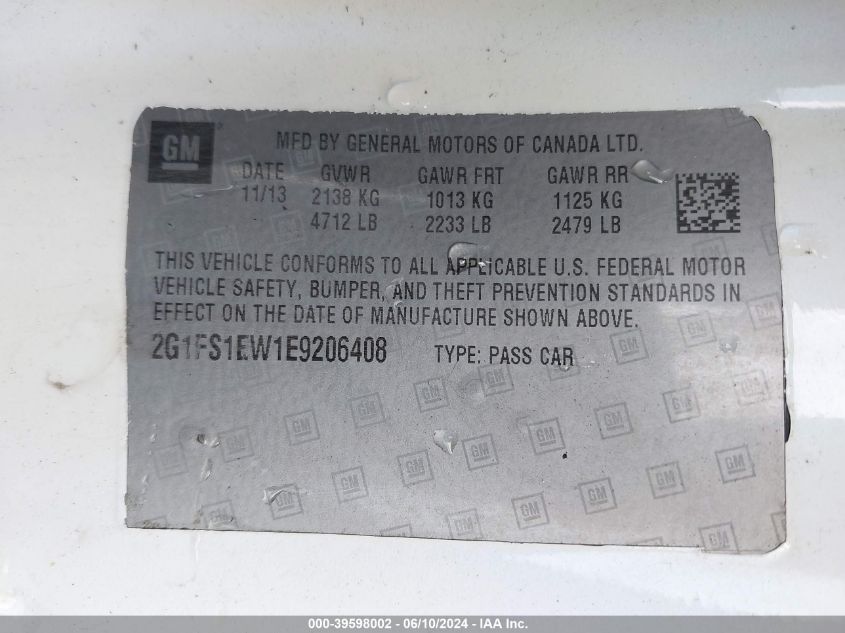 GM
MFD BY GENERAL MOTORS OF CANADA LTD.
DATE GVWR GAWR FRT GAWR RR
11/13 2138 KG 1013 KG 1125 KG
4712 LB 2233 LB 2479 LB
THIS VEHICLE CONFORMS TO ALL APPLICABLE U.S. FEDERAL MOTOR
VEHICLE SAFETY, BUMPER, AND THEFT PREVENTION STANDARDS IN
EFFECT ON THE DATE OF MANUFACTURE SHOWN ABOVE.
2G1FS1EW1E9206408 TYPE: PASS CAR
000-39598002 - 06/10/2024 - IAA Inc.